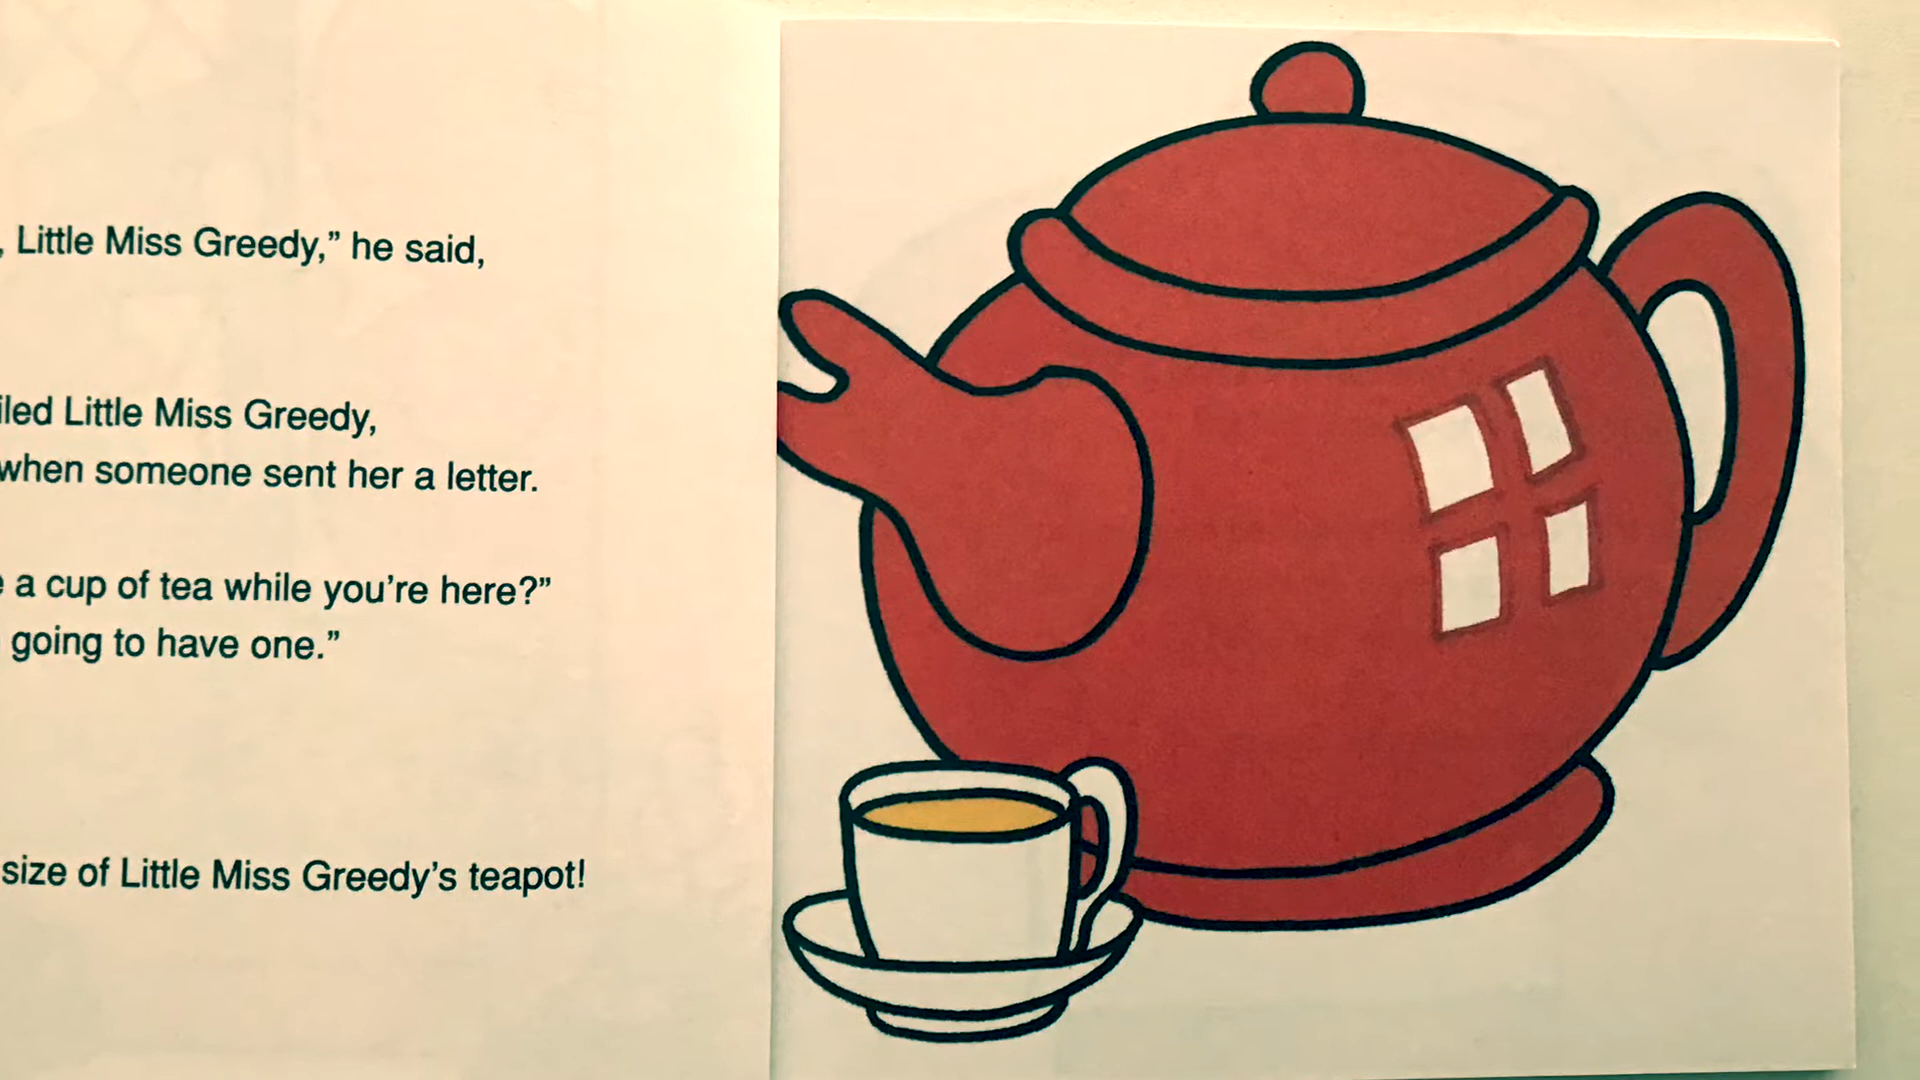 , Little Miss Greedy,” he said,
Little Miss Greedy,
when someone sent her a letter.
a cup of tea while you’re here?”
going to have one.”
size of Little Miss Greedy’s teapot!